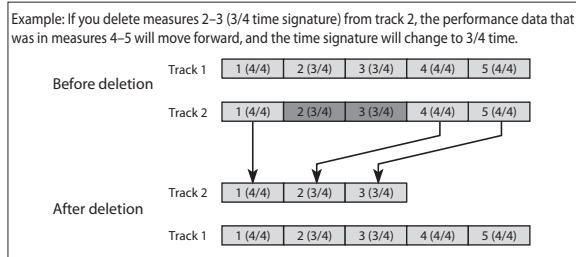 Example: If you delete measures 2–3 (3/4 time signature) from track 2, the performance data that
was in measures 4–5 will move forward, and the time signature will change to 3/4 time.
Before deletion
Track 1 1 (4/4) 2 (3/4) 3 (3/4) 4 (4/4) 5 (4/4)
Track 2 1 (4/4) 2 (3/4) 3 (3/4) 4 (4/4) 5 (4/4)
After deletion
Track 2 1 (4/4) 2 (3/4) 3 (3/4)
Track 1 1 (4/4) 2 (3/4) 3 (3/4) 4 (4/4) 5 (4/4)